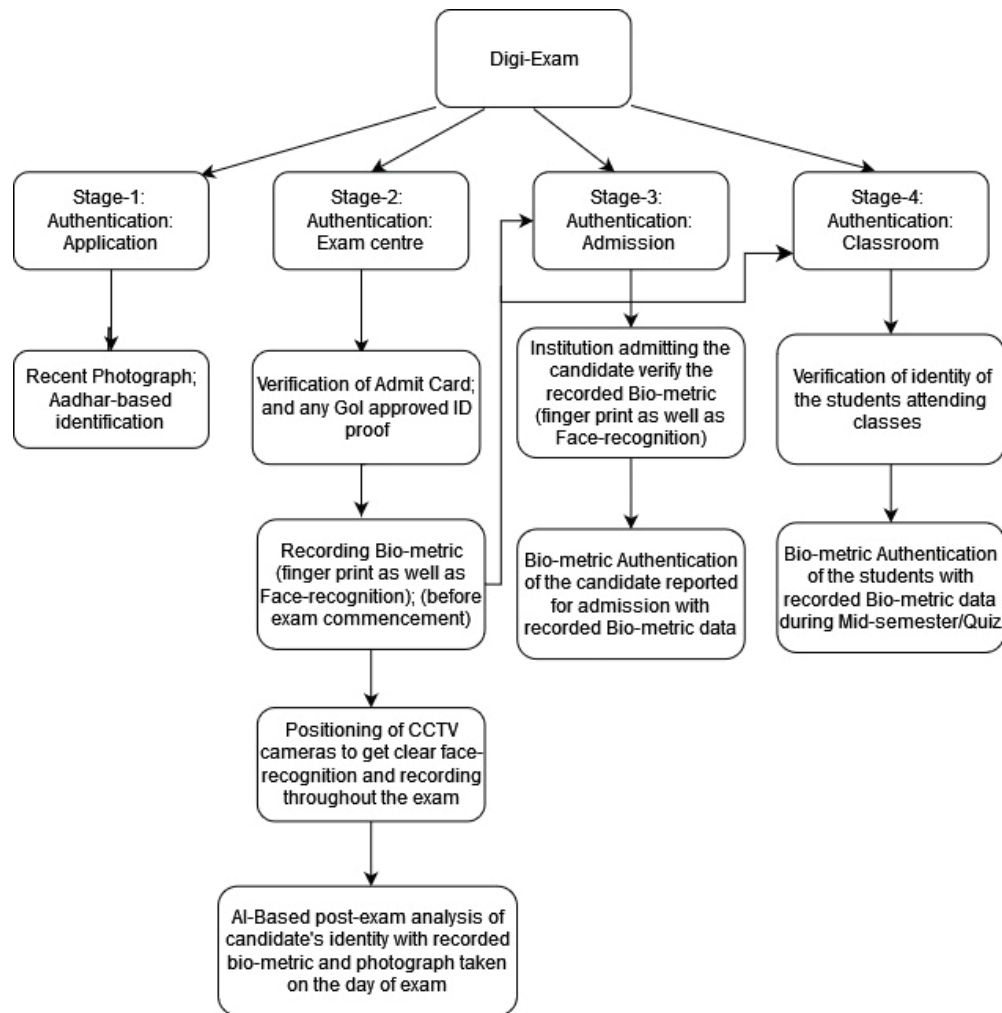 Digi-Exam
Stage-1:
Authentication:
Application
Stage-2:
Authentication:
Exam centre
Stage-3:
Authentication:
Admission
Stage-4:
Authentication:
Classroom
Recent Photograph;
Aadhar-based
identification
Verification of Admit Card;
and any GoI approved ID
proof
Institution admitting the
candidate verify the
recorded Bio-metric
(finger print as well as
Face-recognition)
Verification of identity of
the students attending
classes
Recording Bio-metric
(finger print as well as
Face-recognition); (before
exam commencement)
Bio-metric Authentication
of the candidate reported
for admission with
recorded Bio-metric data
Bio-metric Authentication
of the students with
recorded Bio-metric data
during Mid-semester/Quiz
Positioning of CCTV
cameras to get clear face-
recognition and recording
throughout the exam
AI-Based post-exam analysis of
candidate's identity with recorded
bio-metric and photograph taken
on the day of exam